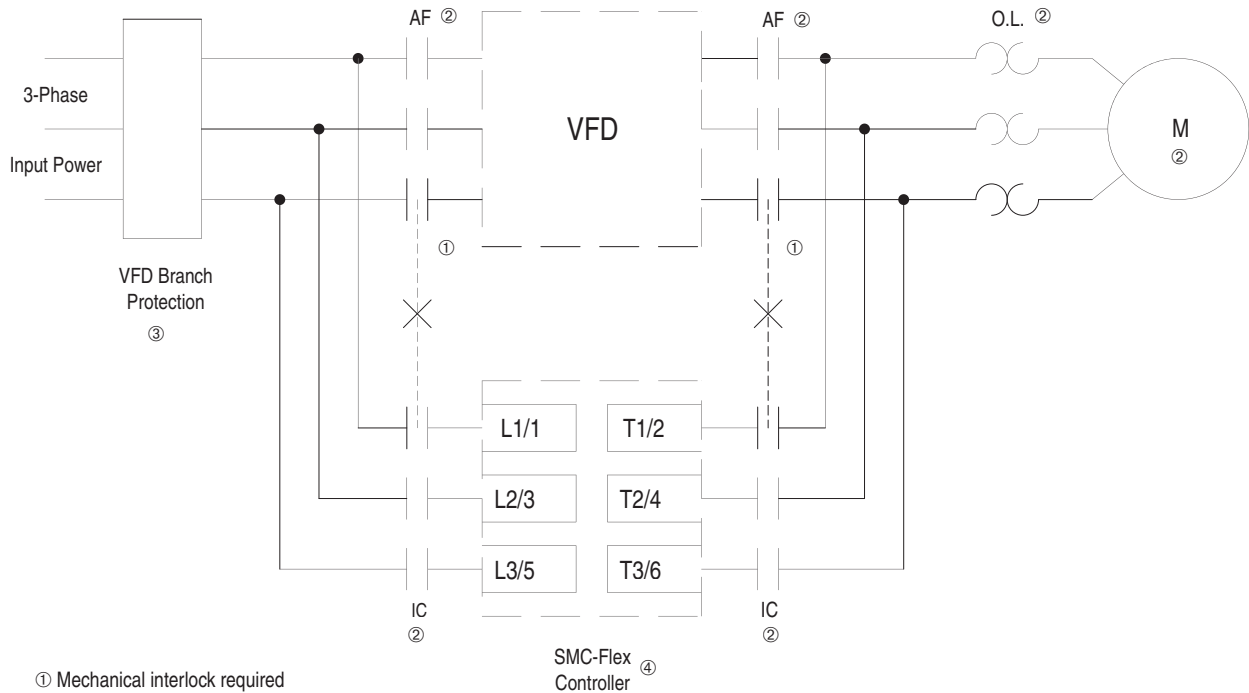 AF ②
AF ②
O.L. ②
3-Phase
Input Power
VFD
M
②
①
①
VFD Branch
Protection
③
L1/1
T1/2
L2/3
T2/4
L3/5
T3/6
IC
②
IC
②
SMC-Flex
Controller ④
① Mechanical interlock required